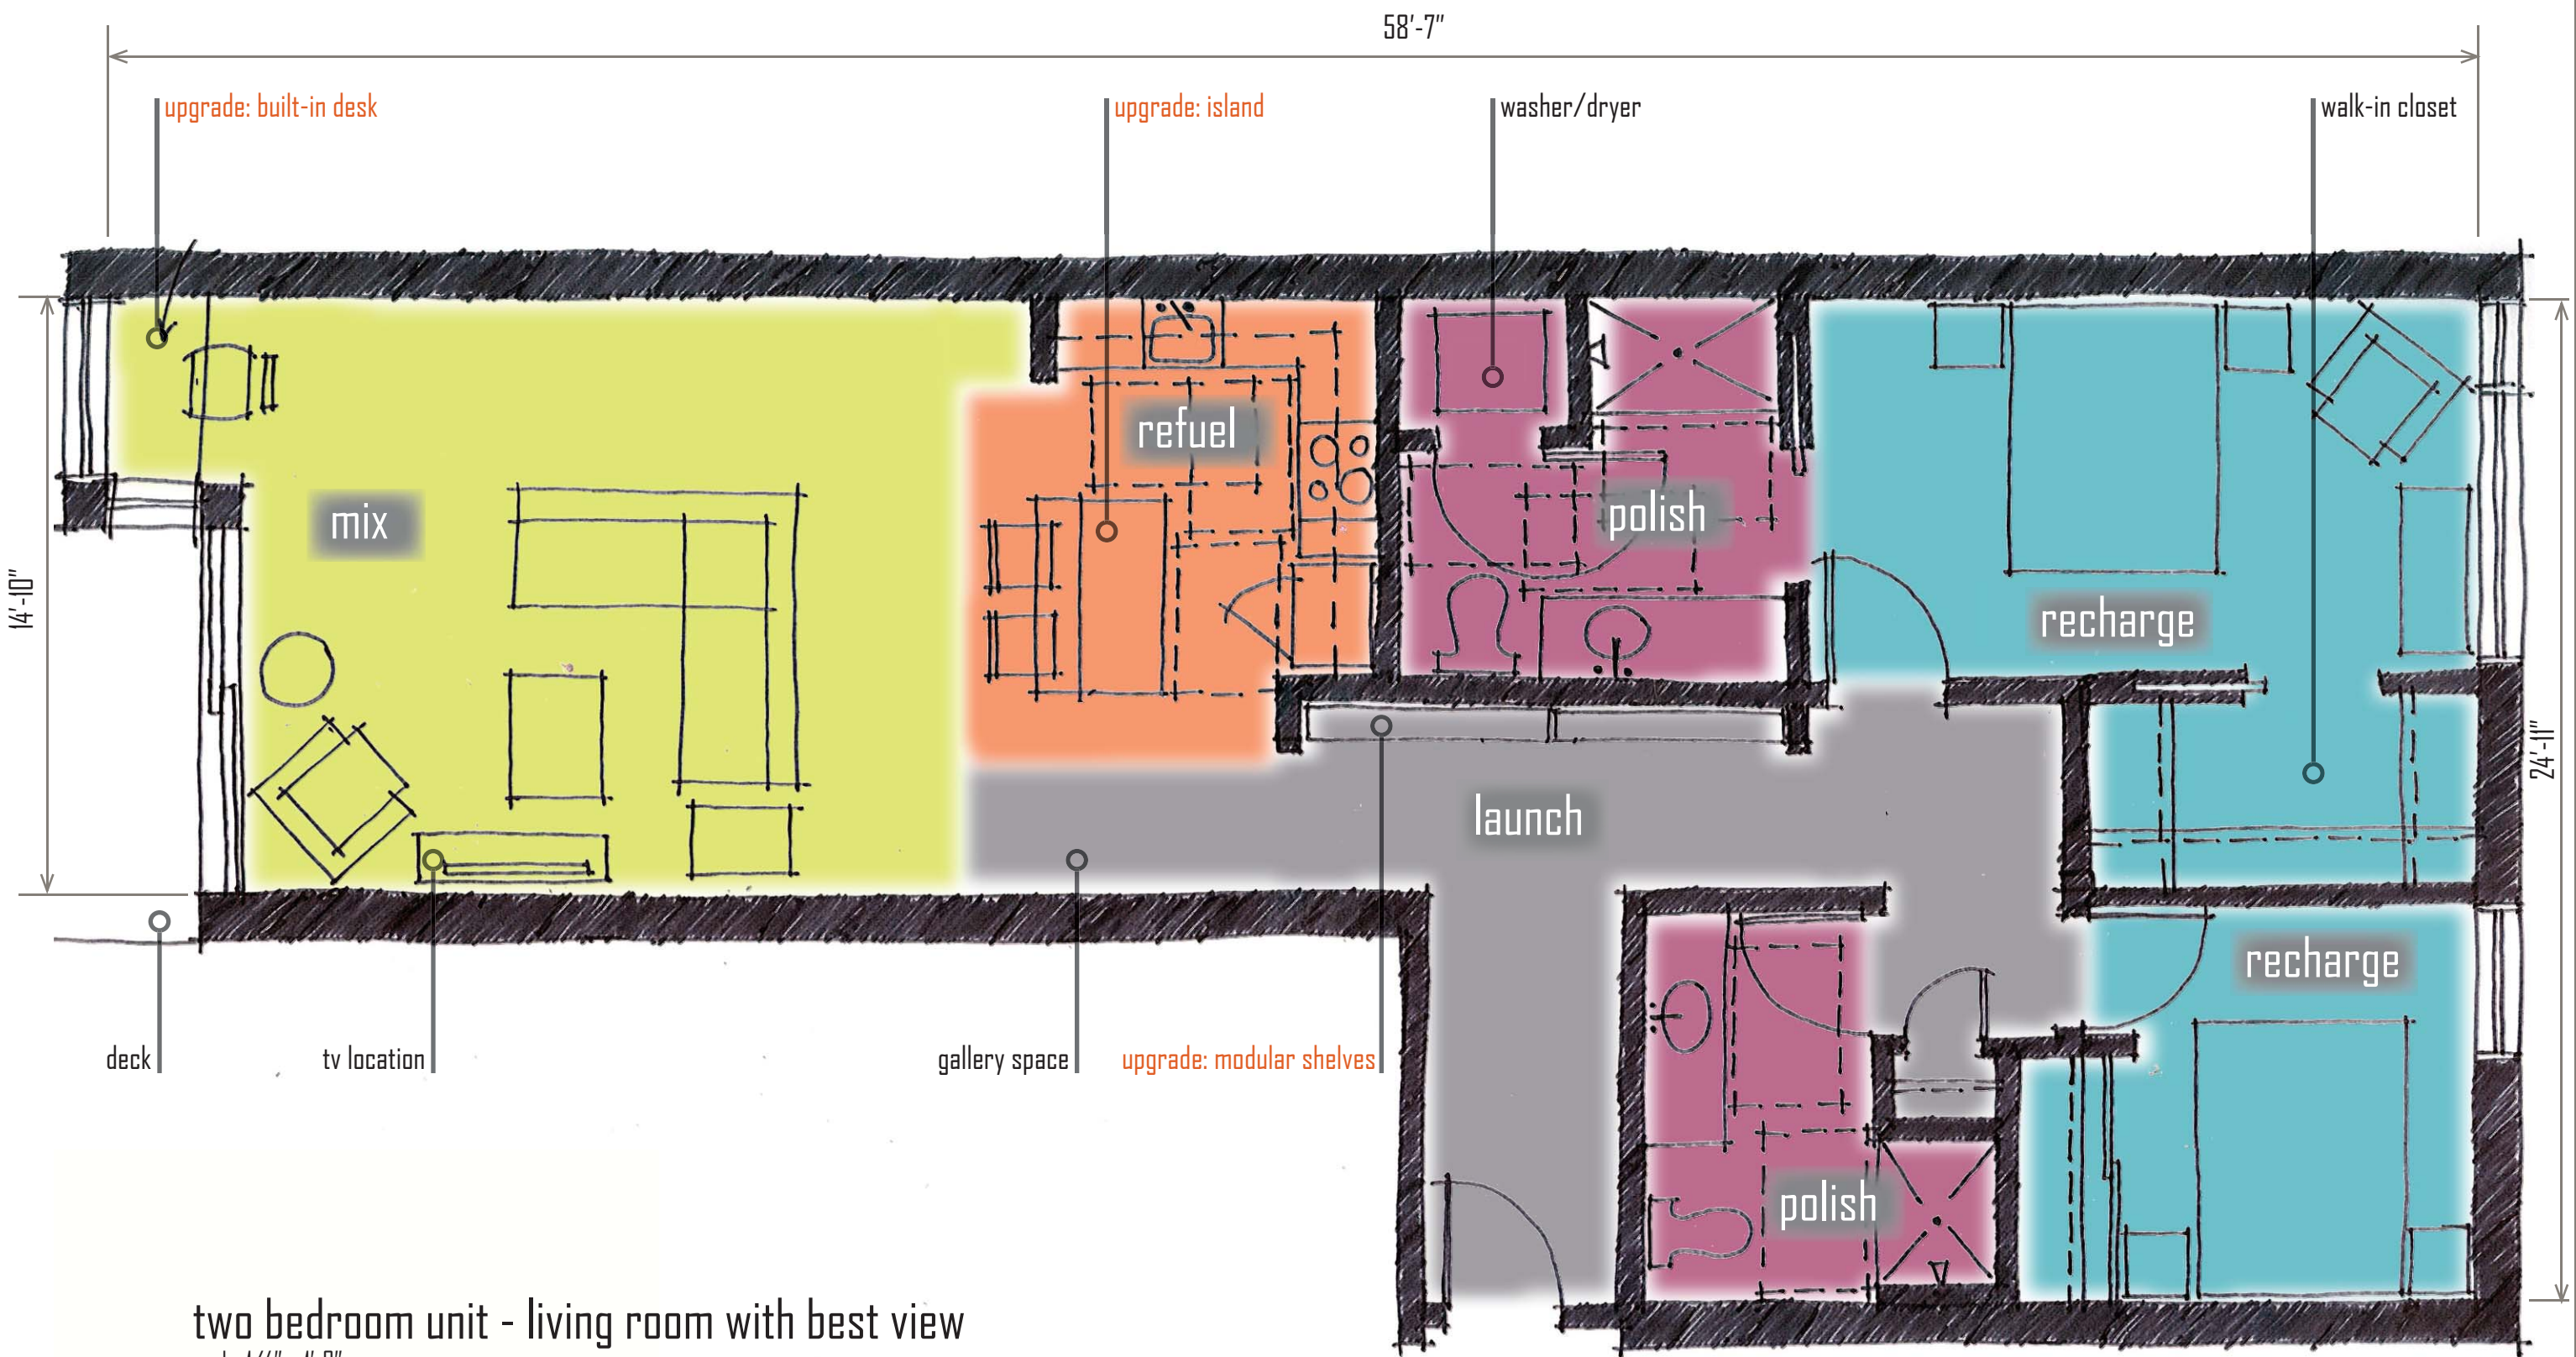 58'-7"
upgrade: built-in desk
upgrade: island
washer/dryer
walk-in closet
refuel
polish
mix
14'-10"
recharge
24'-11"
launch
recharge
deck
tv location
gallery space
upgrade: modular shelves
polish
two bedroom unit - living room with best view